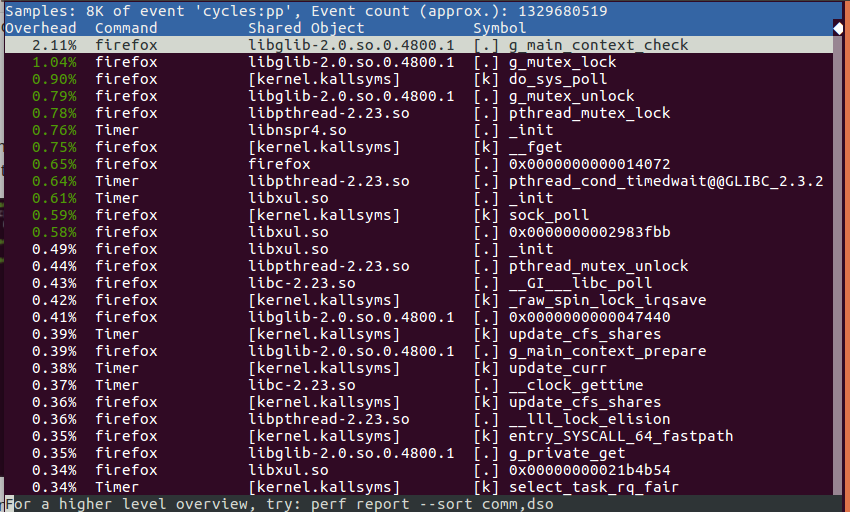 Samples: 8K of event 'cycles:pp', Event count (approx.): 1329680519
Overhead  Command  Shared Object  Symbol
2.11%  firefox  libglib-2.0.so.0.4800.1  [.] g_main_context_check
1.04%  firefox  libglib-2.0.so.0.4800.1  [.] g_mutex_lock
0.90%  firefox  [kernel.kallsyms]  [k] do_sys_poll
0.79%  firefox  libglib-2.0.so.0.4800.1  [.] g_mutex_unlock
0.78%  firefox  libpthread-2.23.so  [.] pthread_mutex_lock
0.76%  Timer  libnspr4.so  [.] _init
0.75%  firefox  [kernel.kallsyms]  [k] __fget
0.65%  firefox  firefox  [.] 0x0000000000014072
0.64%  Timer  libpthread-2.23.so  [.] pthread_cond_timedwait@@GLIBC_2.3.2
0.61%  Timer  libxul.so  [.] _init
0.59%  firefox  [kernel.kallsyms]  [k] sock_poll
0.58%  firefox  libxul.so  [.] 0x0000000002983fbb
0.49%  firefox  libxul.so  [.] _init
0.44%  firefox  libpthread-2.23.so  [.] pthread_mutex_unlock
0.43%  firefox  libc-2.23.so  [.] __GI___libc_poll
0.42%  firefox  [kernel.kallsyms]  [k] _raw_spin_lock_irqsave
0.41%  firefox  libglib-2.0.so.0.4800.1  [.] 0x0000000000047440
0.39%  Timer  [kernel.kallsyms]  [k] update_cfs_shares
0.39%  firefox  libglib-2.0.so.0.4800.1  [.] g_main_context_prepare
0.38%  Timer  [kernel.kallsyms]  [k] update_curr
0.37%  Timer  libc-2.23.so  [.] __clock_gettime
0.36%  firefox  [kernel.kallsyms]  [k] update_cfs_shares
0.36%  firefox  libpthread-2.23.so  [.] __lll_lock_elision
0.35%  firefox  [kernel.kallsyms]  [k] entry_SYSCALL_64_fastpath
0.35%  firefox  libglib-2.0.so.0.4800.1  [.] g_private_get
0.34%  firefox  libxul.so  [.] 0x00000000021b4b54
0.34%  Timer  [kernel.kallsyms]  [k] select_task_rq_fair
For a higher level overview, try: perf report --sort comm,dso